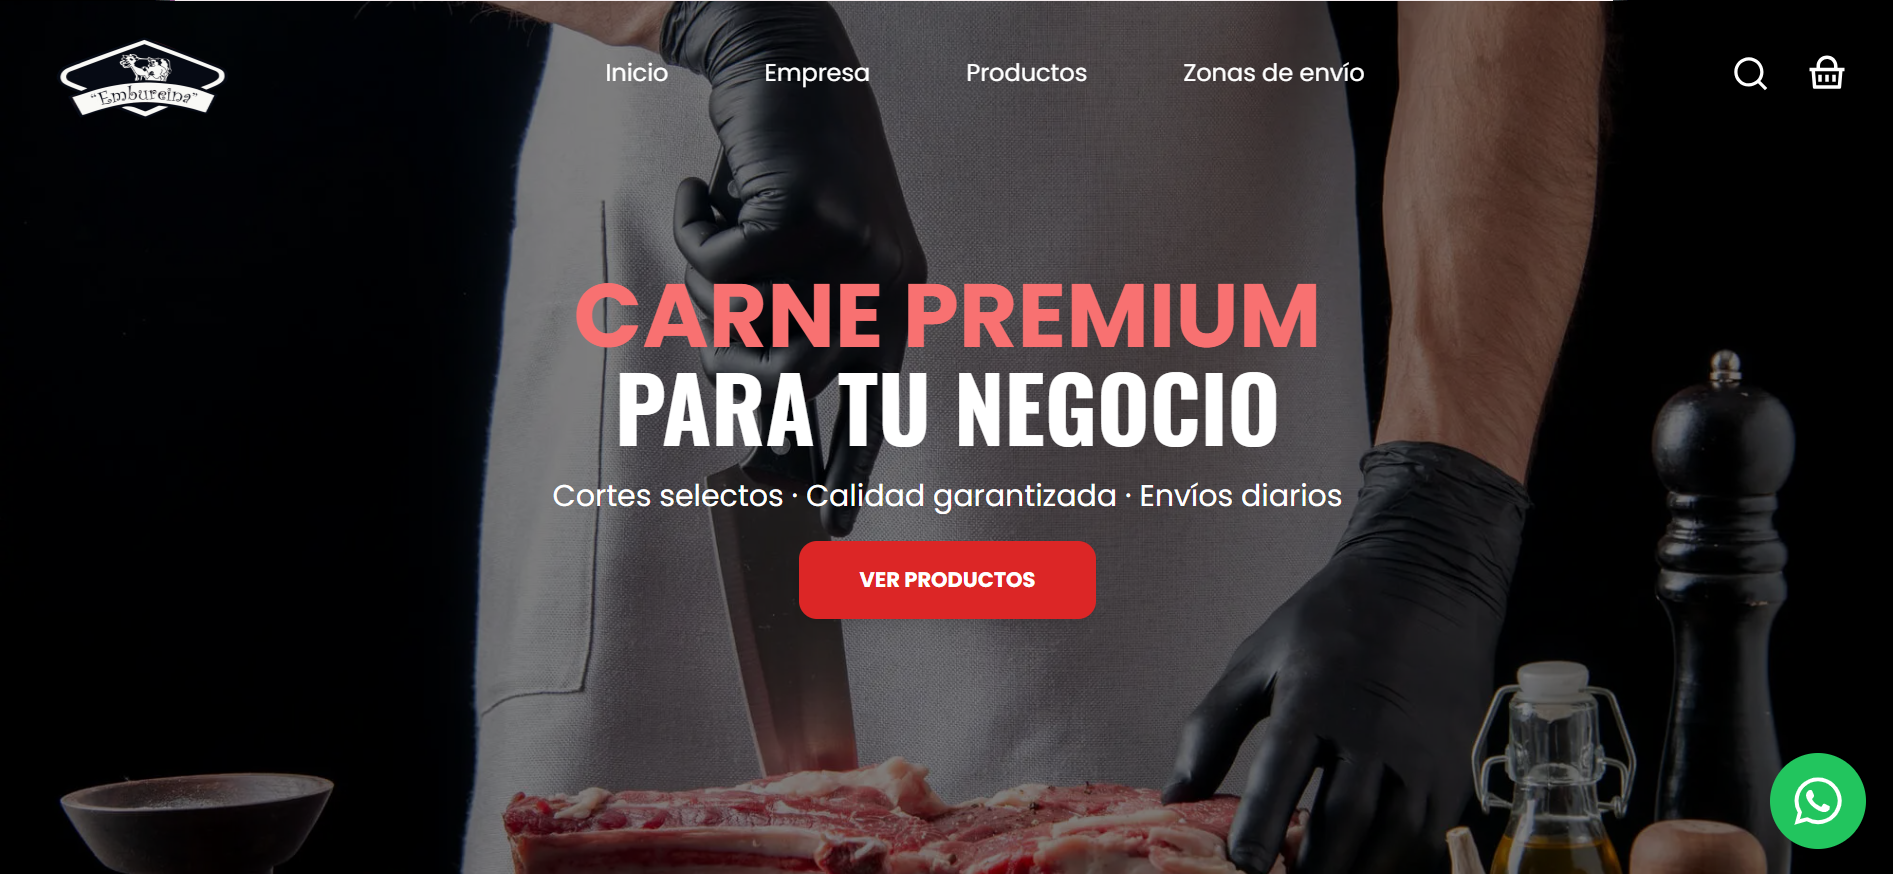 "Embureina"
Inicio Empresa Productos Zonas de envío
CARNE PREMIUM
PARA TU NEGOCIO
Cortes selectos · Calidad garantizada · Envíos diarios
VER PRODUCTOS